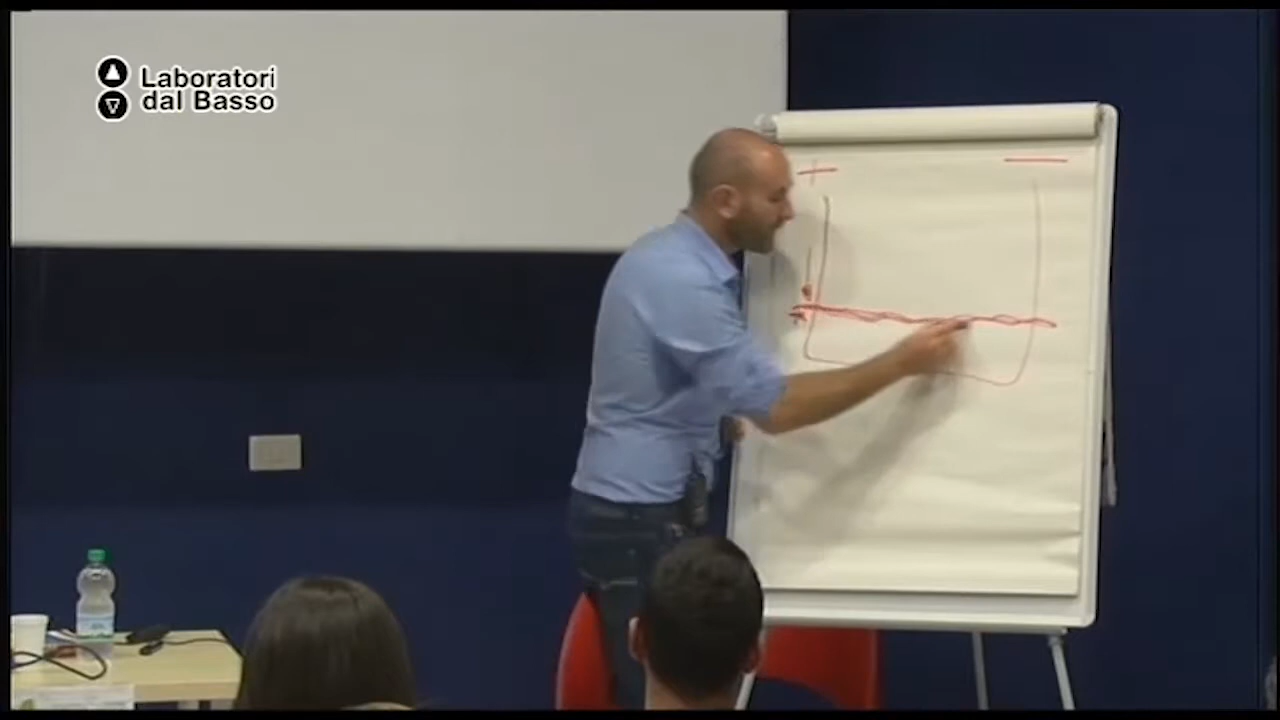 Laboratori
dal Basso
+ —